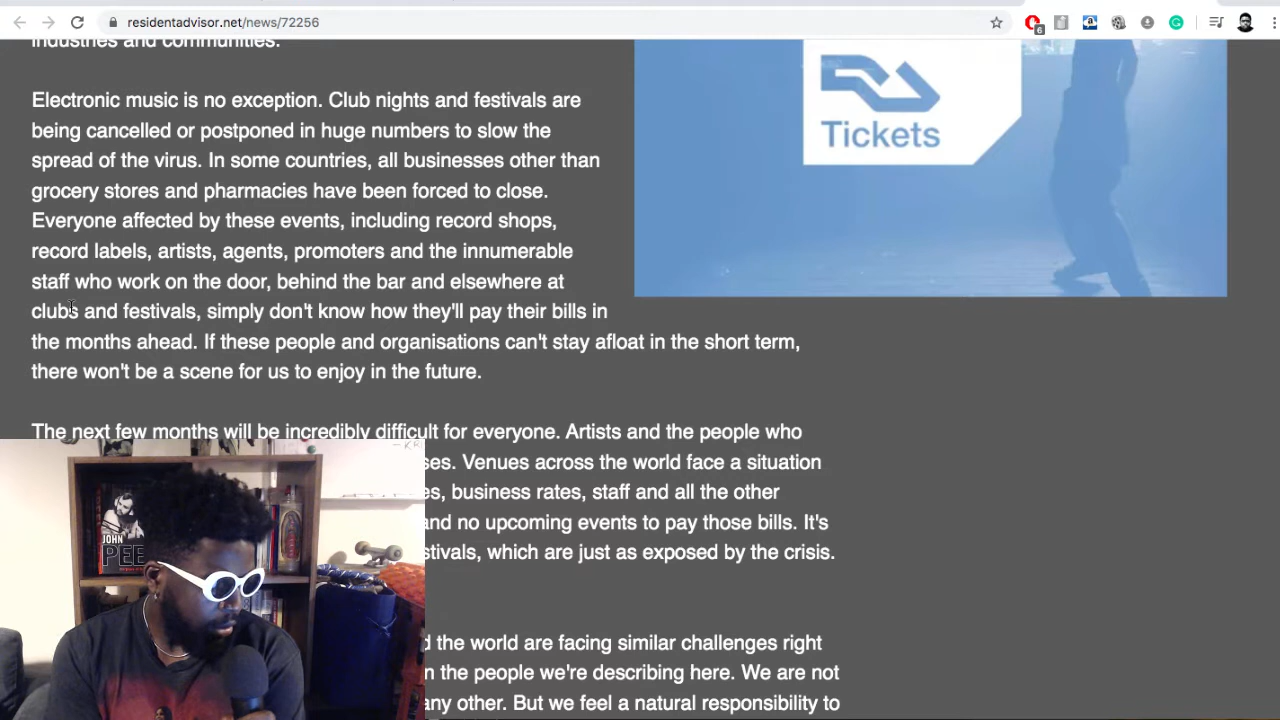 residentadvisor.net/news/72256
6
industries and communities.
Tickets
Electronic music is no exception. Club nights and festivals are
being cancelled or postponed in huge numbers to slow the
spread of the virus. In some countries, all businesses other than
grocery stores and pharmacies have been forced to close.
Everyone affected by these events, including record shops,
record labels, artists, agents, promoters and the innumerable
staff who work on the door, behind the bar and elsewhere at
clubs and festivals, simply don't know how they'll pay their bills in
the months ahead. If these people and organisations can't stay afloat in the short term,
there won't be a scene for us to enjoy in the future.
The next few months will be incredibly difficult for everyone. Artists and the people who
ses. Venues across the world face a situation
es, business rates, staff and all the other
and no upcoming events to pay those bills. It's
stivals, which are just as exposed by the crisis.
d the world are facing similar challenges right
n the people we're describing here. We are not
any other. But we feel a natural responsibility to
JOHN
PEE